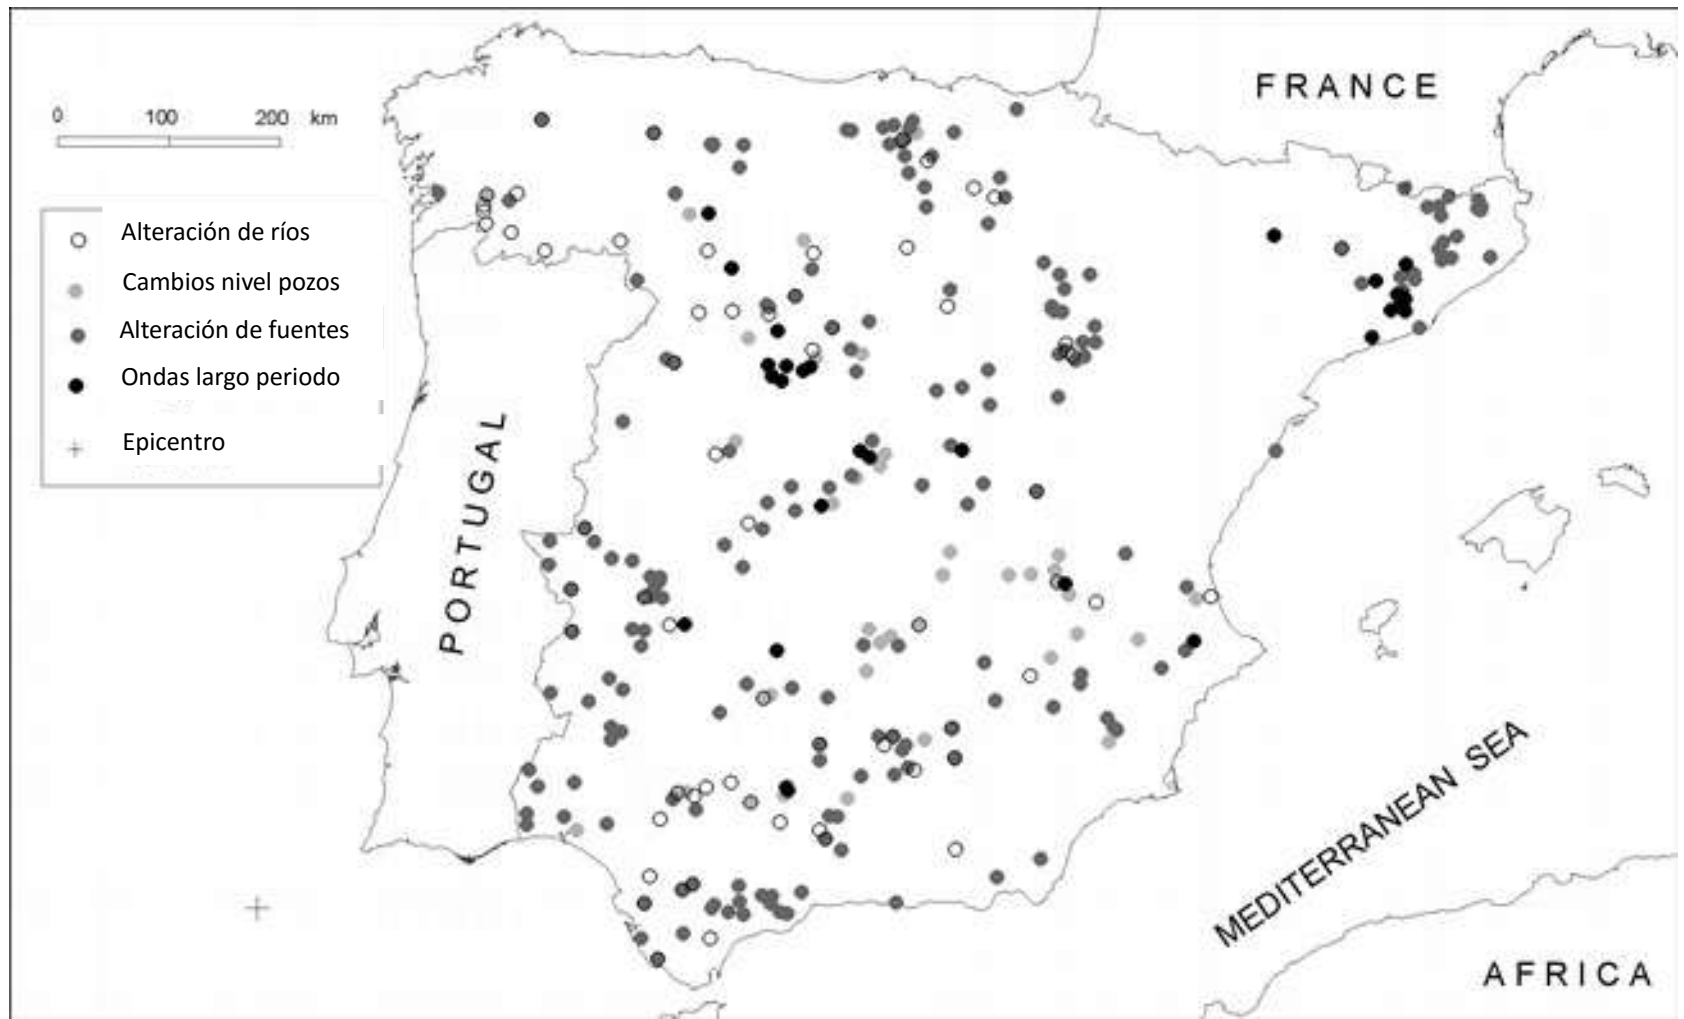 FRANCE
0 100 200 km
Alteración de ríos
Cambios nivel pozos
Alteración de fuentes
Ondas largo periodo
Epicentro
PORTUGAL
MEDITERRANEAN SEA
AFRICA